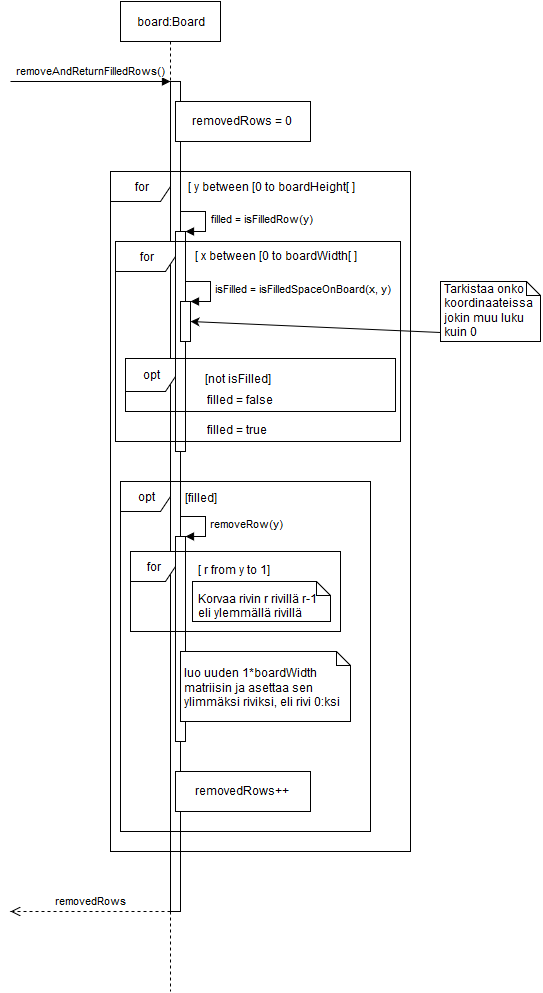 board:Board
removeAndReturnFilledRows()
removedRows = 0
for
[ y between [0 to boardHeight[ ]
filled = isFilledRow(y)
for
[ x between [0 to boardWidth[ ]
isFilled = isFilledSpaceOnBoard(x, y)
Tarkistaa onko
koordinaateissa
jokin muu luku
kuin 0
opt
[not isFilled]
filled = false
filled = true
opt
[filled]
removeRow(y)
for
[ r from y to 1]
Korvaa rivin r rivillä r-1
eli ylemmällä rivillä
luo uuden 1*boardWidth
matriisin ja asettaa sen
ylimmäksi riviksi, eli rivi 0:ksi
removedRows++
removedRows